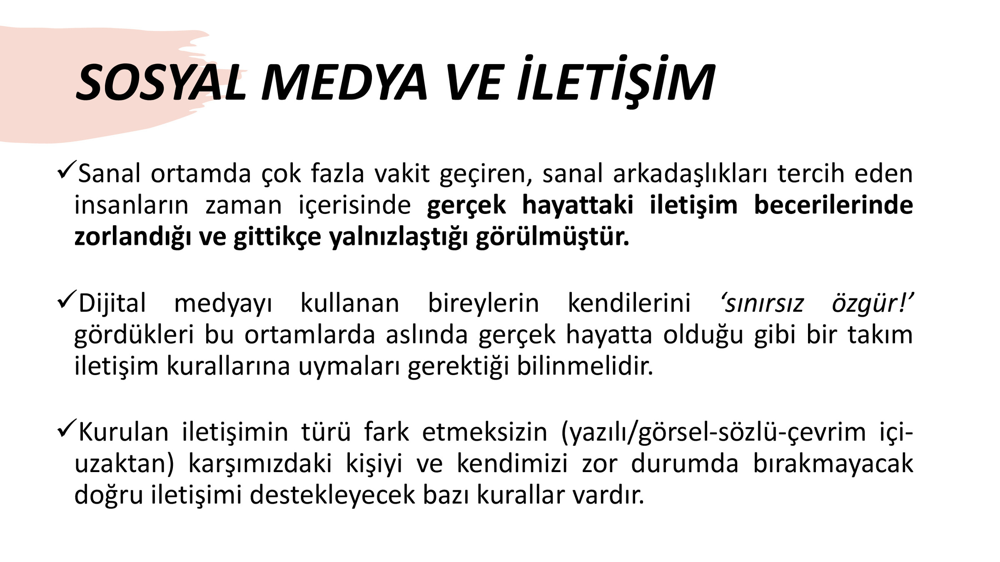 SOSYAL MEDYA VE İLETİŞİM
✓Sanal ortamda çok fazla vakit geçiren, sanal arkadaşlıkları tercih eden
insanların zaman içerisinde gerçek hayattaki iletişim becerilerinde
zorlandığı ve gittikçe yalnızlaştığı görülmüştür.
✓Dijital medyayı kullanan bireylerin kendilerini ‘sınırsız özgür!’
gördükleri bu ortamlarda aslında gerçek hayatta olduğu gibi bir takım
iletişim kurallarına uymaları gerektiği bilinmelidir.
✓Kurulan iletişimin türü fark etmeksizin (yazılı/görsel-sözlü-çevrim içi-
uzaktan) karşımızdaki kişiyi ve kendimizi zor durumda bırakmayacak
doğru iletişimi destekleyecek bazı kurallar vardır.